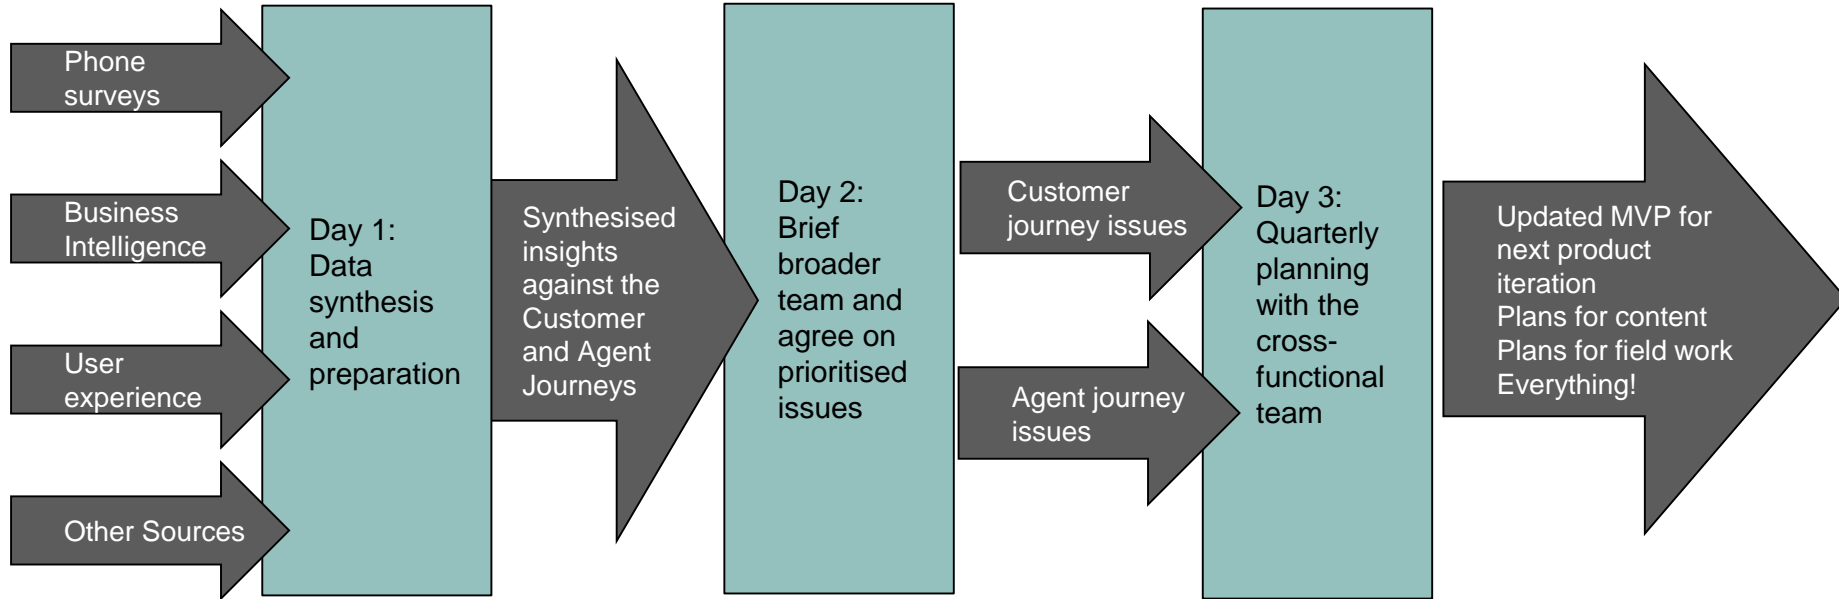 Phone
surveys
Business
Intelligence
User
experience
Other Sources
Day 1:
Data
synthesis
and
preparation
Synthesised
insights
against the
Customer
and Agent
Journeys
Day 2:
Brief
broader
team and
agree on
prioritised
issues
Customer
journey issues
Agent journey
issues
Day 3:
Quarterly
planning
with the
cross-
functional
team
Updated MVP for
next product
iteration
Plans for content
Plans for field work
Everything!